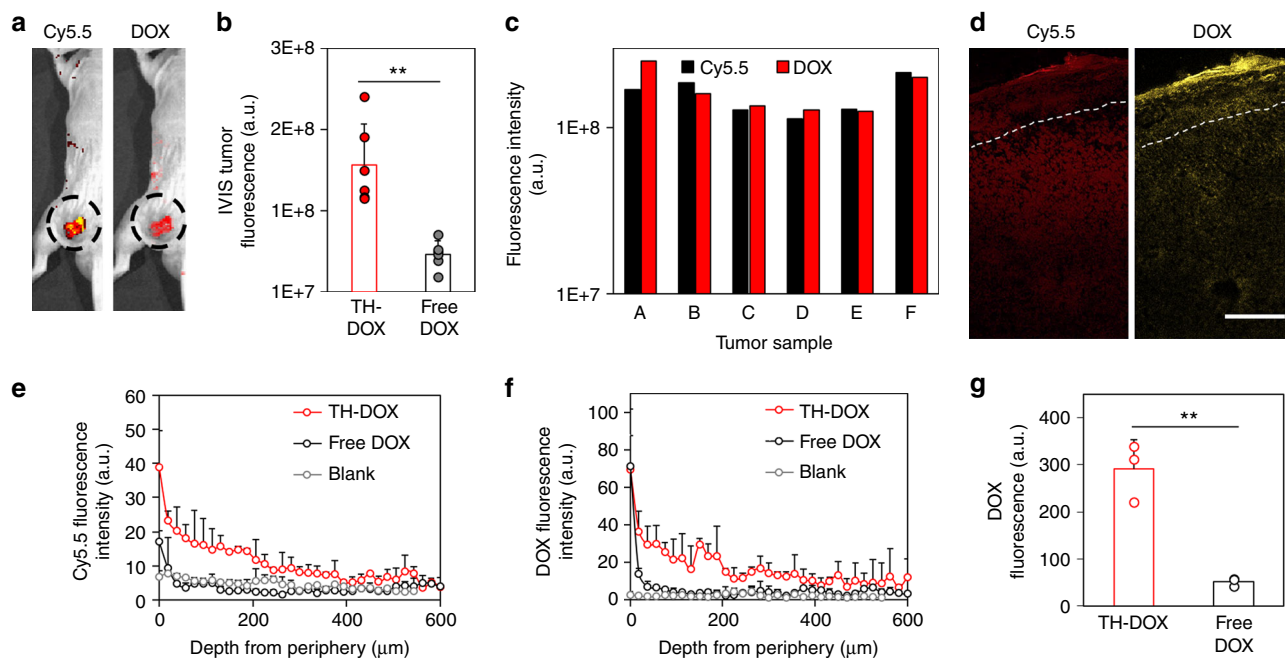 a
Cy5.5 DOX
b
IVIS tumor
fluorescence (a.u.)
3E+8
2E+8
1E+8
1E+7
**
TH-
DOX
Free
DOX
c
Fluorescence intensity
(a.u.)
1E+8
1E+7
Cy5.5 DOX
A B C D E F
Tumor sample
d
Cy5.5 DOX
e
Cy5.5 fluorescence
intensity (a.u.)
60
50
40
30
20
10
0
TH-DOX
Free DOX
Blank
0 200 400 600
Depth from periphery (μm)
f
DOX fluorescence
intensity (a.u.)
100
80
60
40
20
0
TH-DOX
Free DOX
Blank
0 200 400 600
Depth from periphery (μm)
g
DOX
fluorescence (a.u.)
400
300
200
100
0
**
TH-DOX
Free
DOX